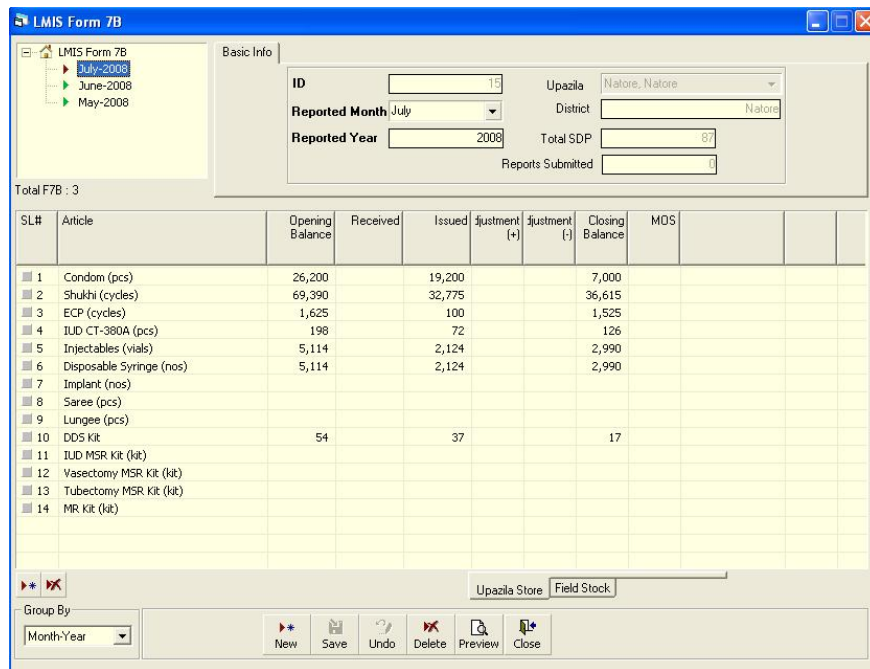 LMIS Form 7B
LMIS Form 7B
July-2008
June-2008
May-2008
Total F7B : 3
Basic Info
ID 15 Upazila Natore, Natore
Reported Month July District Natore
Reported Year 2008 Total SDP 87
Reports Submitted 0
SL# Article Opening Balance Received Issued djustment (+) djustment (-) Closing Balance MOS
1 Condom (pcs) 26,200 19,200 7,000
2 Shukhi (cycles) 69,390 32,775 36,615
3 ECP (cycles) 1,625 100 1,525
4 IUD CT-380A (pcs) 198 72 126
5 Injectables (vials) 5,114 2,124 2,990
6 Disposable Syringe (nos) 5,114 2,124 2,990
7 Implant (nos)
8 Saree (pcs)
9 Lungee (pcs)
10 DDS Kit 54 37 17
11 IUD MSR Kit (kit)
12 Vasectomy MSR Kit (kit)
13 Tubectomy MSR Kit (kit)
14 MR Kit (kit)
Upazila Store Field Stock
Group By
Month-Year
New Save Undo Delete Preview Close